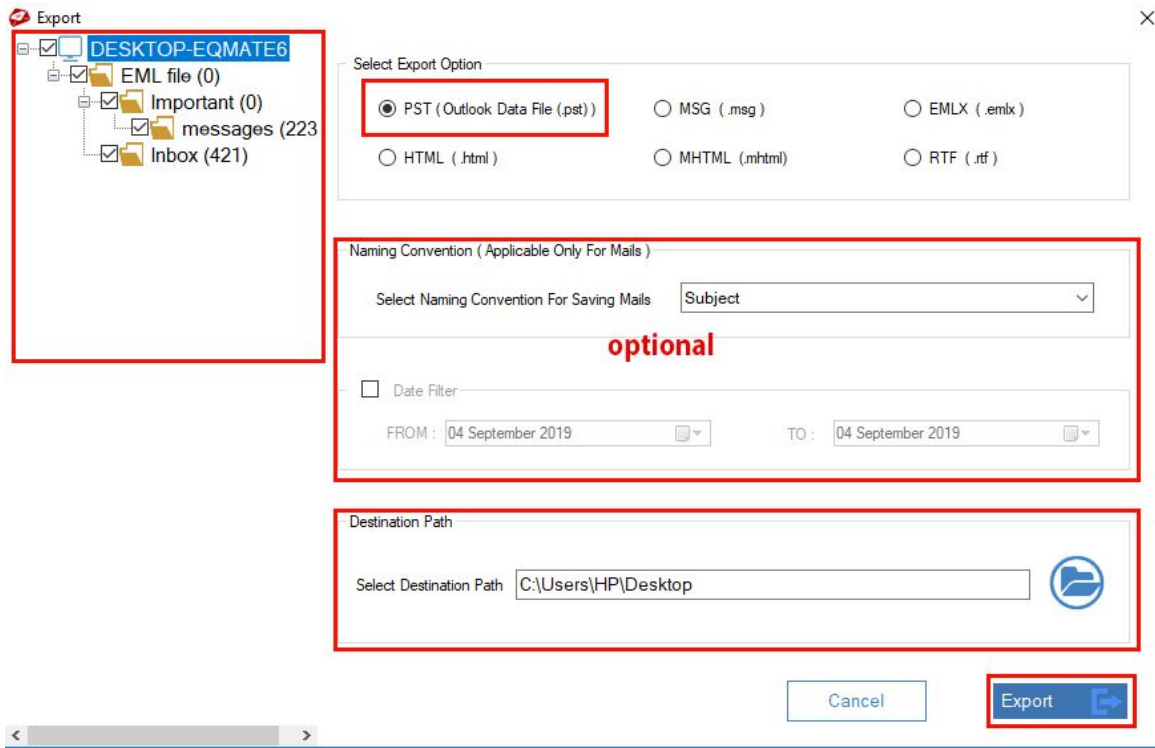 Export
DESKTOP-EQMATE6
EML file (0)
Important (0)
messages (223
Inbox (421)
Select Export Option
PST ( Outlook Data File (.pst) )
MSG ( .msg )
EMLX ( .emlx )
HTML ( .html )
MHTML (.mhtml)
RTF ( .rtf )
Naming Convention ( Applicable Only For Mails )
Select Naming Convention For Saving Mails
Subject
optional
Date Filter
FROM : 04 September 2019
TO : 04 September 2019
Destination Path
Select Destination Path C:\Users\HP\Desktop
Cancel
Export